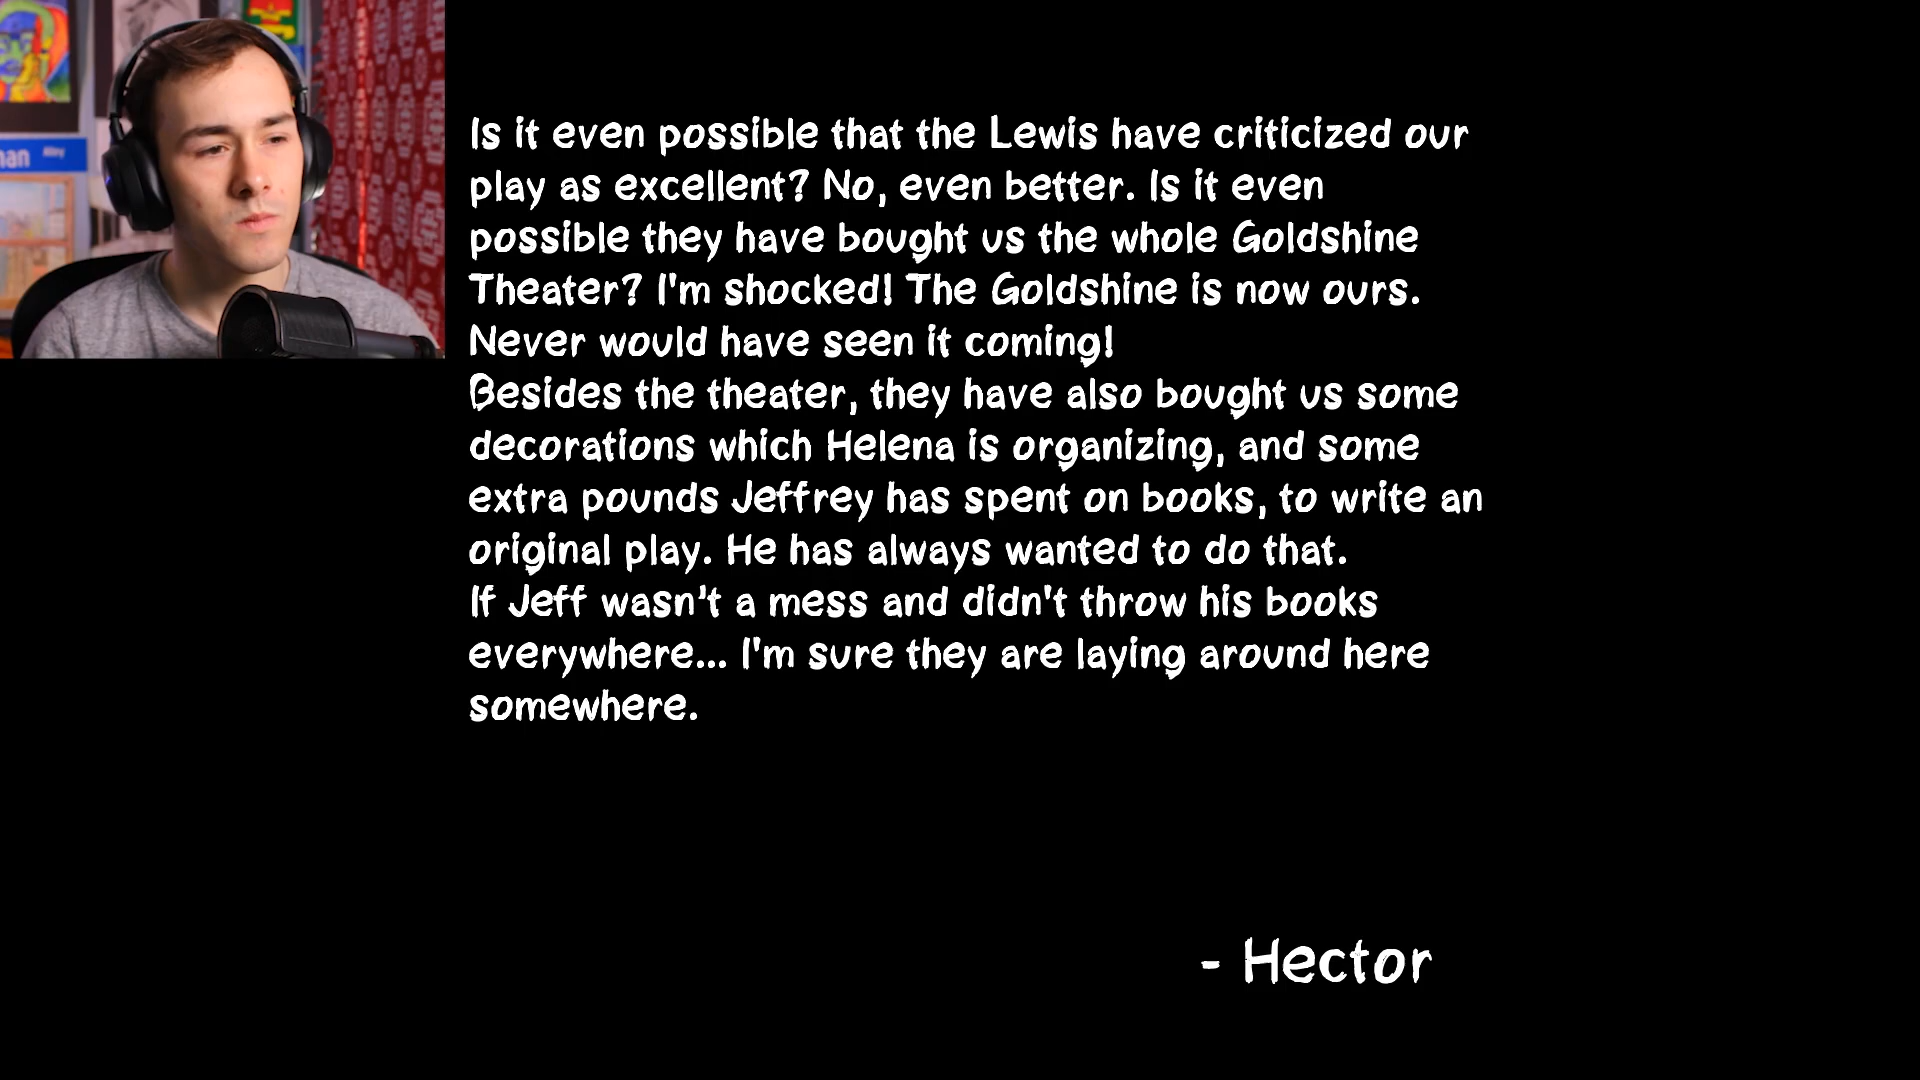 Is it even possible that the Lewis have criticized our
play as excellent? No, even better. Is it even
possible they have bought us the whole Goldshine
Theater? I'm shocked! The Goldshine is now ours.
Never would have seen it coming!
Besides the theater, they have also bought us some
decorations which Helena is organizing, and some
extra pounds Jeffrey has spent on books, to write an
original play. He has always wanted to do that.
If Jeff wasn't a mess and didn't throw his books
everywhere... I'm sure they are laying around here
somewhere.
- Hector